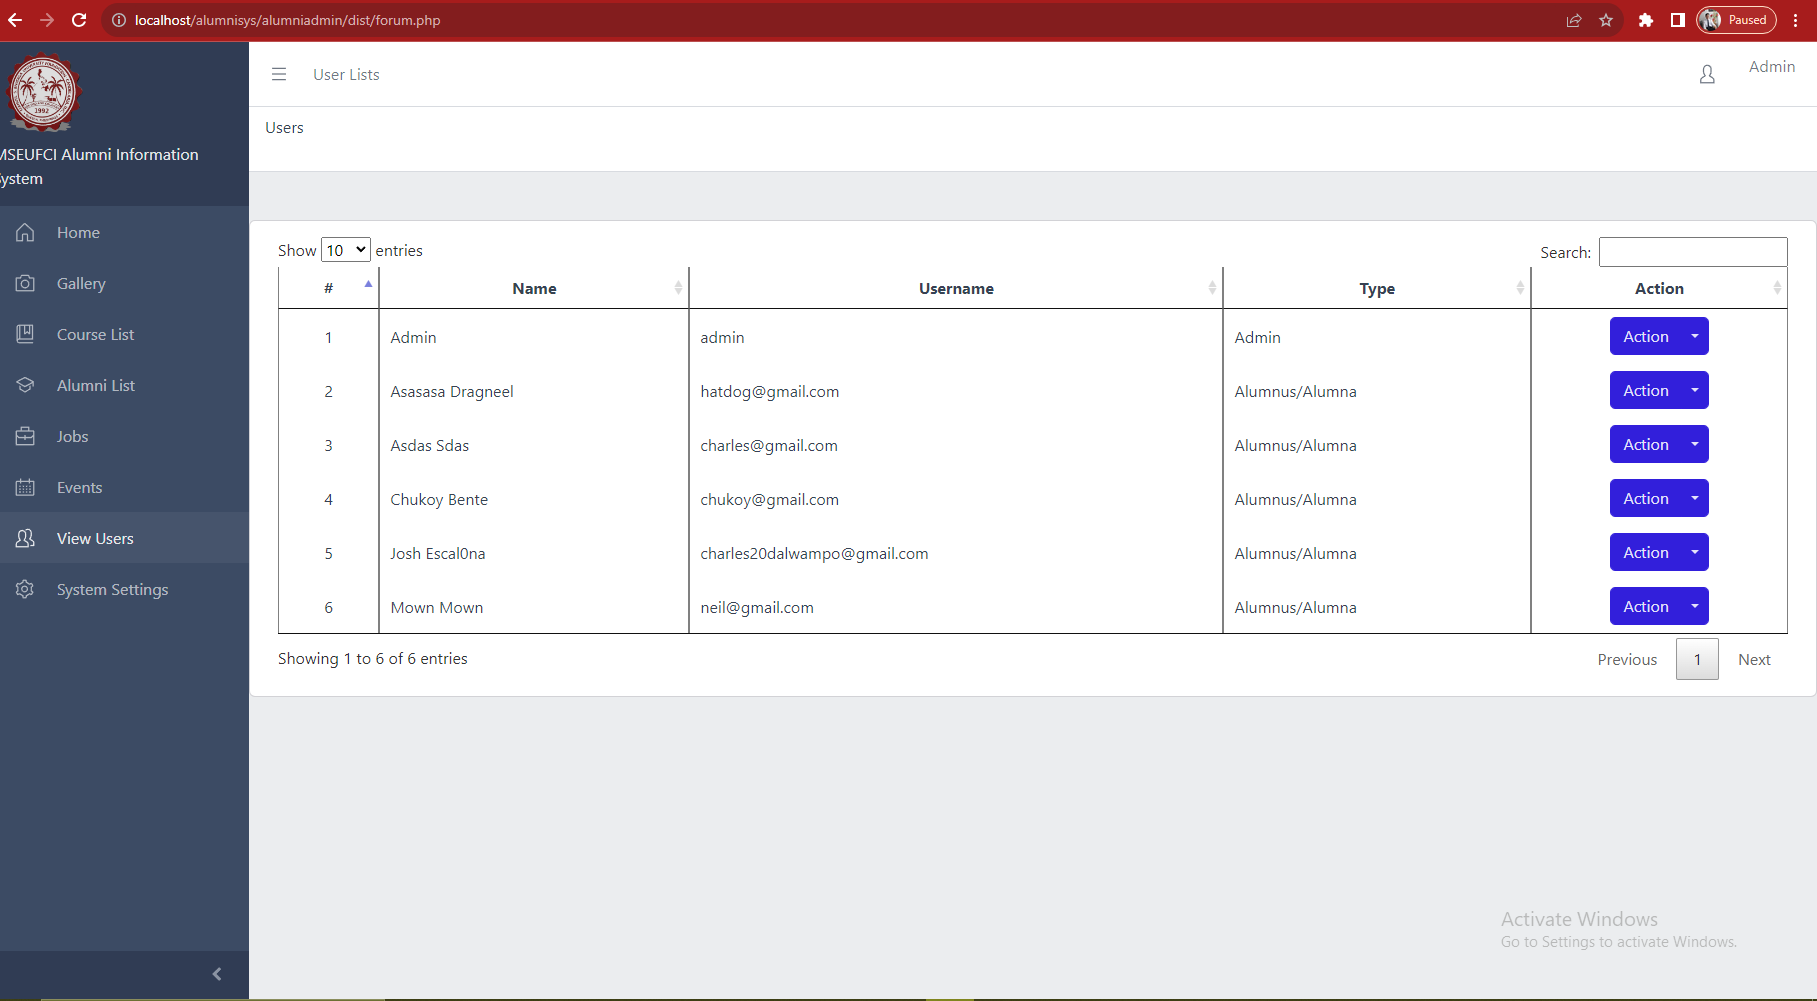 localhost/alumnisys/alumniadmin/dist/forum.php
Paused
1992
MSEUFCI Alumni Information
System
Home
Gallery
Course List
Alumni List
Jobs
Events
View Users
System Settings
User Lists
Admin
Users
Show 10 entries
Search:
# Name Username Type Action
1 Admin admin Admin Action
2 Asasasa Dragneel hatdog@gmail.com Alumnus/Alumna Action
3 Asdas Sdas charles@gmail.com Alumnus/Alumna Action
4 Chukoy Bente chukoy@gmail.com Alumnus/Alumna Action
5 Josh Escal0na charles20dalwampo@gmail.com Alumnus/Alumna Action
6 Mown Mown neil@gmail.com Alumnus/Alumna Action
Showing 1 to 6 of 6 entries
Previous 1 Next
Activate Windows
Go to Settings to activate Windows.